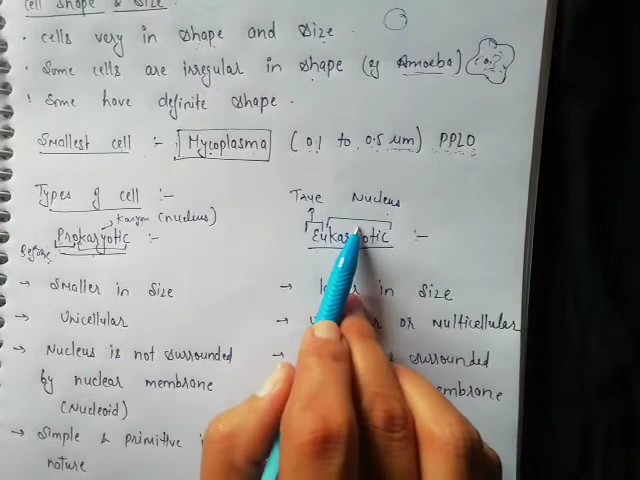 Cell Shape & Size.
• Cells very in Shape and Size.
• Some cells are irregular in shape (eg Amoeba)
! Some have definite shape.
Smallest cell :- Mycoplasma (0.1 to 0.5 μm) PPLO
Types of cell :-
Karyon (nucleus)
Prokaryotic :-
Before
→ Smaller in Size
→ Unicellular
→ Nucleus is not surrounded
by nuclear membrane
(Nucleoid)
→ Simple & primitive
nature
True Nucleus
Eukaryotic :-
→ in Size
→ or Multicellular
→ surrounded
membrane